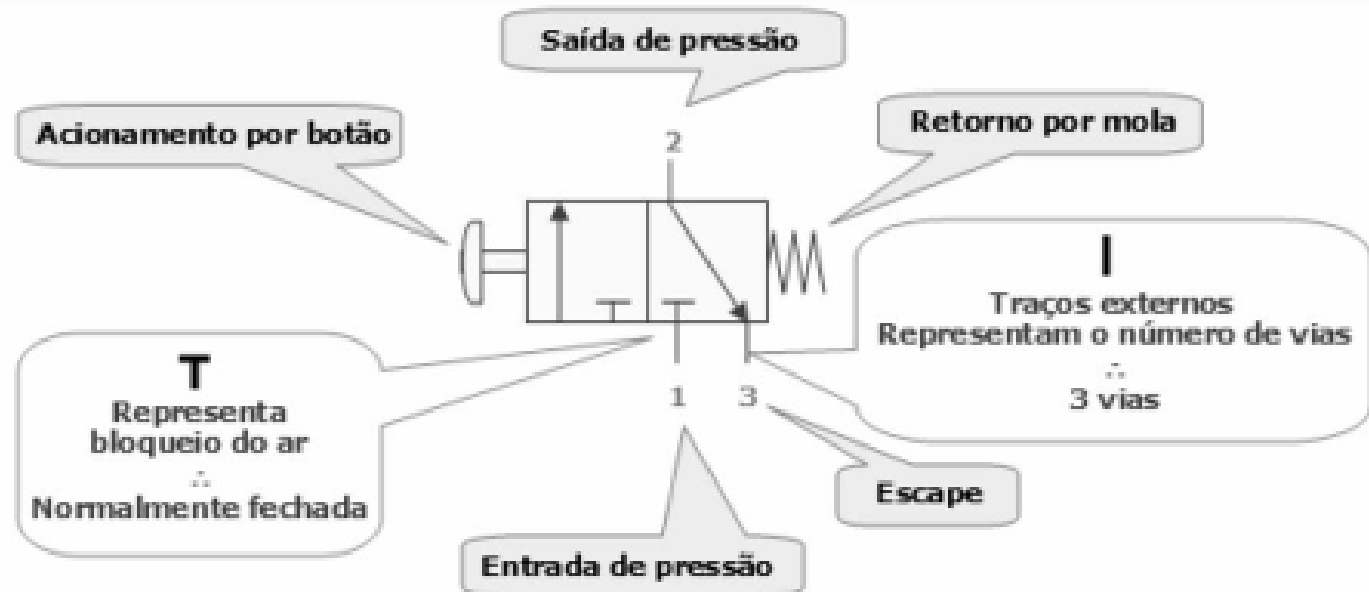 Saída de pressão
Acionamento por botão
Retorno por mola
2
I
Traços externos
Representam o número de vias
∴
3 vias
T
Representa
bloqueio do ar
∴
Normalmente fechada
1 3
Escape
Entrada de pressão